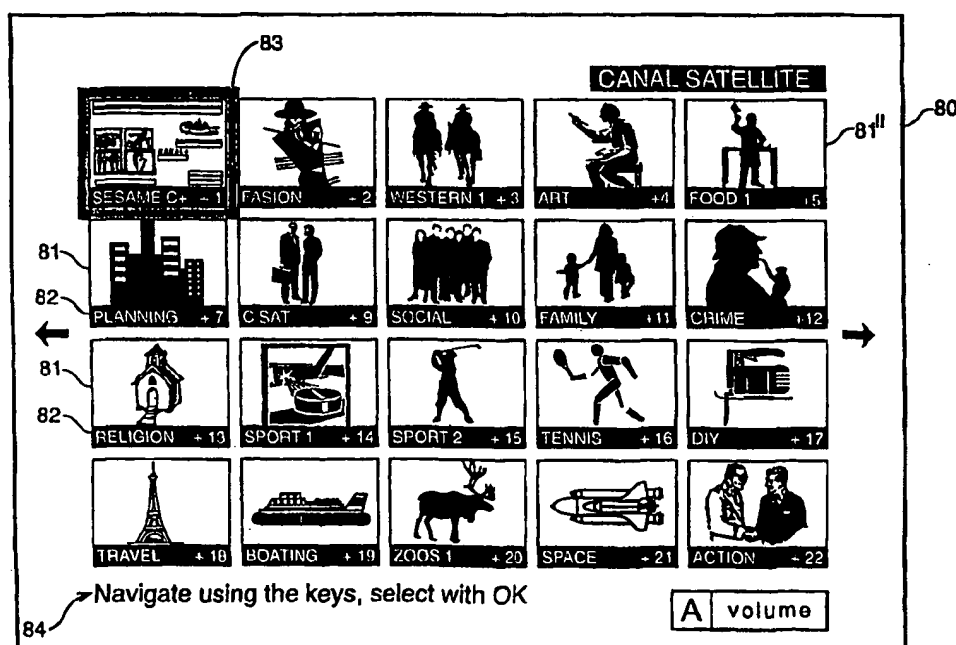 83
CANAL SATELLITE
80
81"
SESAME C+ + 1 FASION + 2 WESTERN 1 + 3 ART +4 FOOD 1 +5
81
82
PLANNING + 7 C SAT + 9 SOCIAL + 10 FAMILY +11 CRIME +12
81
82
RELIGION + 13 SPORT 1 + 14 SPORT 2 + 15 TENNIS + 16 DIY + 17
TRAVEL + 18 BOATING + 19 ZOOS 1 +20 SPACE +21 ACTION + 22
Navigate using the keys, select with OK
A volume
84